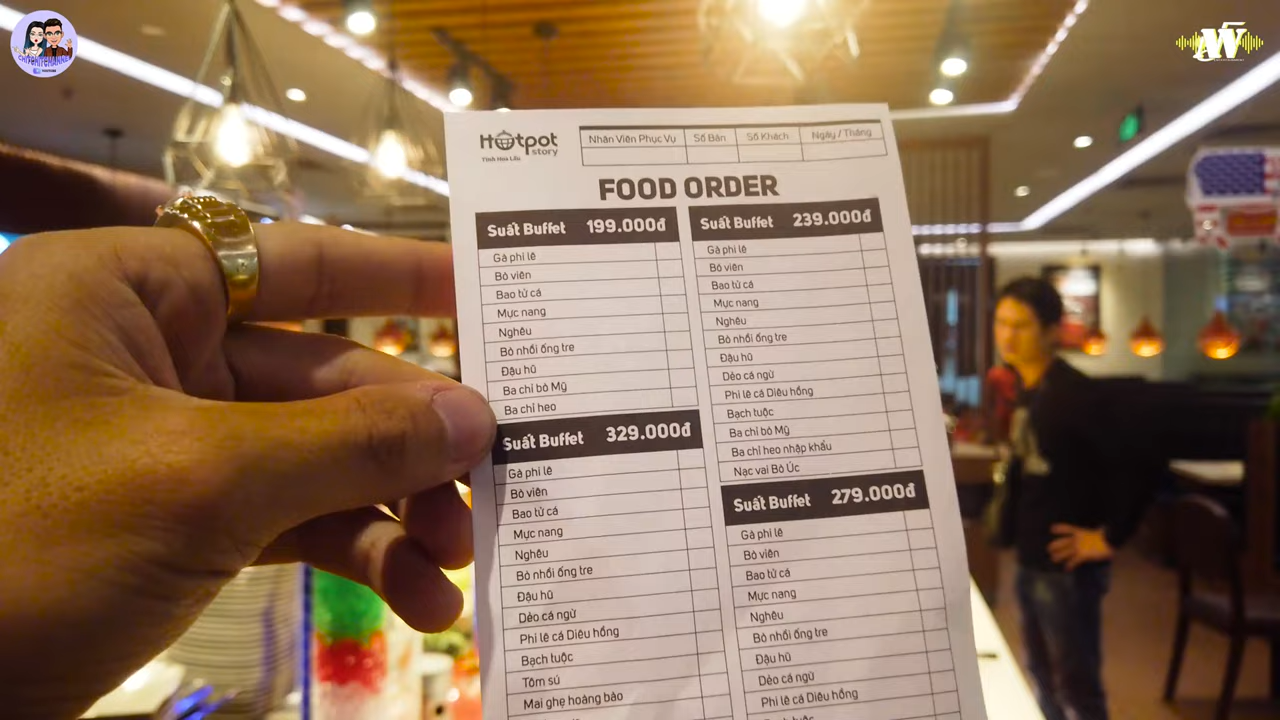 CHITCHITCHANNEL
AW
Hotpot
story
Tinh Hoa Lẩu
Nhân Viên Phục Vụ Số Bàn Số Khách Ngày / Tháng
FOOD ORDER
Suất Buffet 199.000đ
Gà phi lê
Bò viên
Bao tử cá
Mực nang
Nghêu
Bò nhồi ống tre
Đậu hũ
Ba chỉ bò Mỹ
Ba chỉ heo
Suất Buffet 329.000đ
Gà phi lê
Bò viên
Bao tử cá
Mực nang
Nghêu
Bò nhồi ống tre
Đậu hũ
Dẻo cá ngừ
Phi lê cá Diêu hồng
Bạch tuộc
Tôm sú
Mai ghẹ hoàng bào
Suất Buffet 239.000đ
Gà phi lê
Bò viên
Bao tử cá
Mực nang
Nghêu
Bò nhồi ống tre
Đậu hũ
Dẻo cá ngừ
Phi lê cá Diêu hồng
Bạch tuộc
Ba chỉ bò Mỹ
Ba chỉ heo nhập khẩu
Nạc vai Bò Úc
Suất Buffet 279.000đ
Gà phi lê
Bò viên
Bao tử cá
Mực nang
Nghêu
Bò nhồi ống tre
Đậu hũ
Dẻo cá ngừ
Phi lê cá Diêu hồng